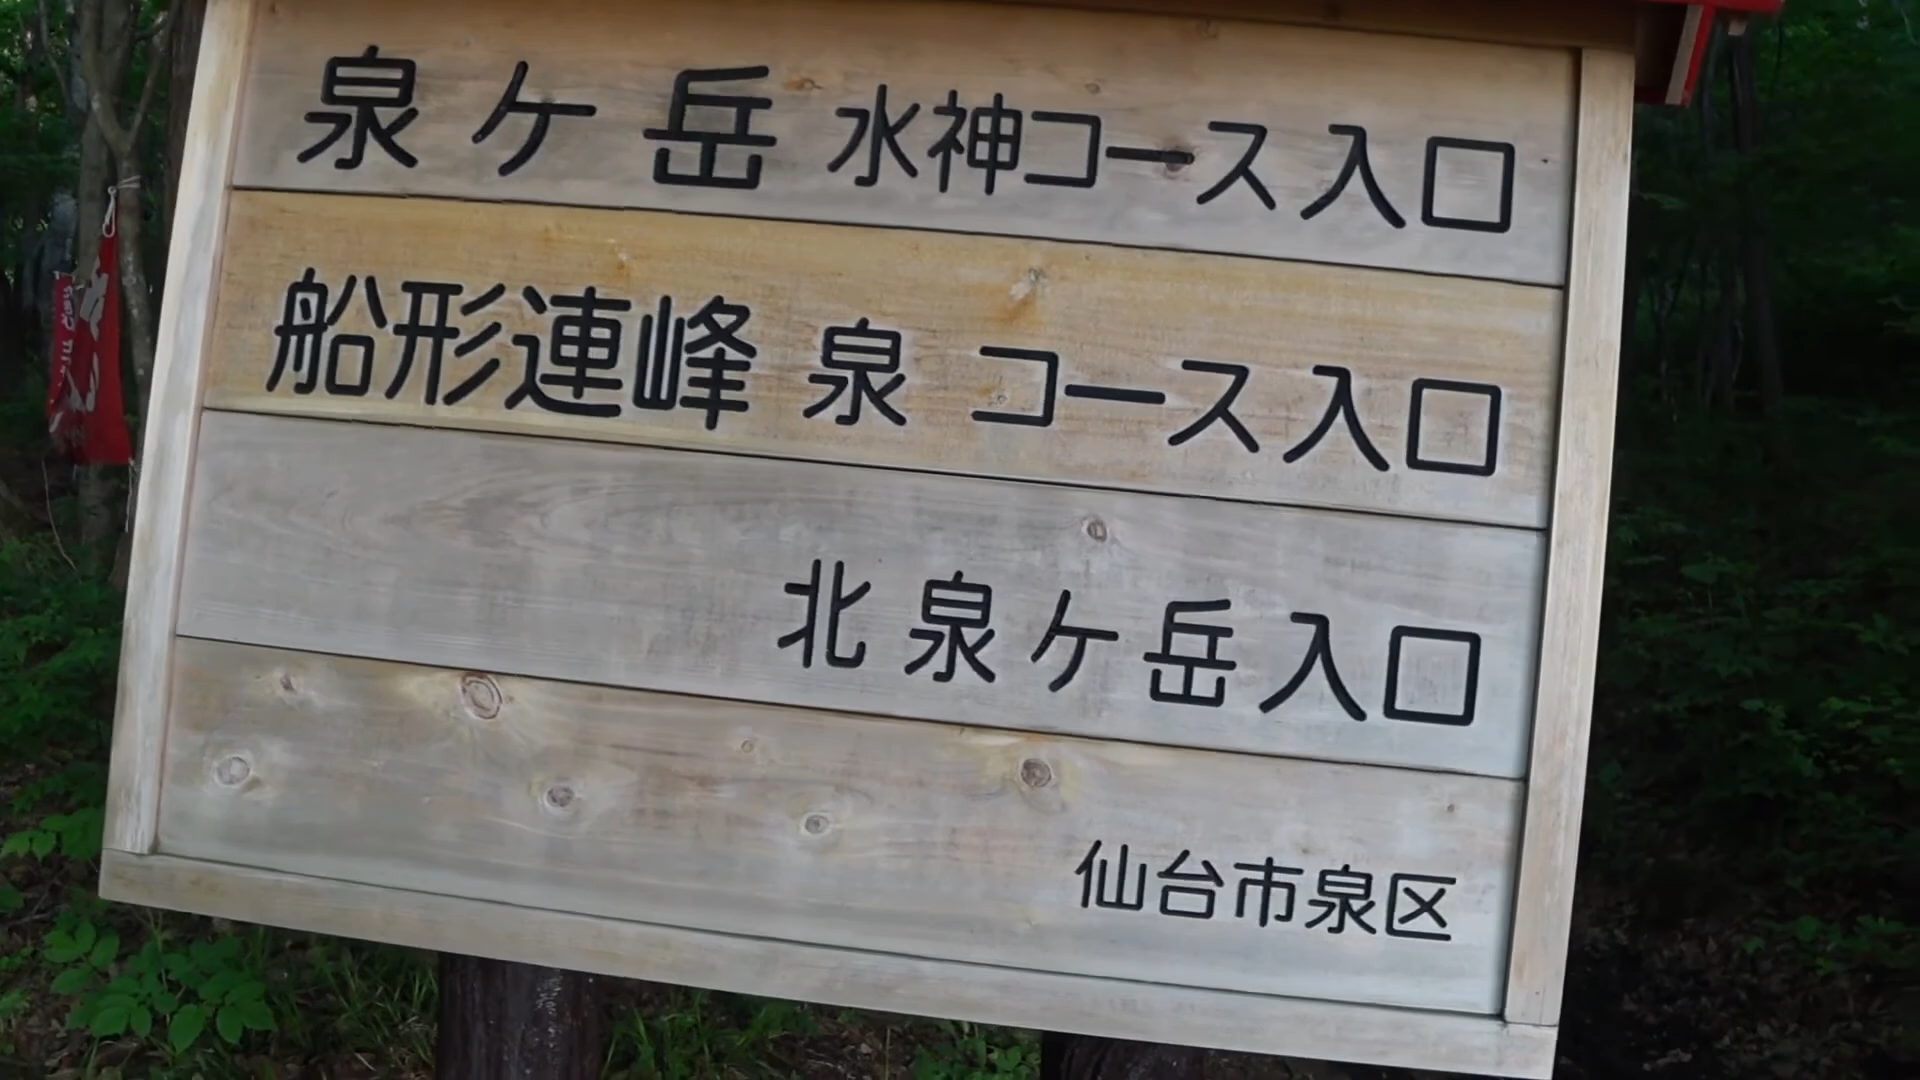 泉ヶ岳 水神コース入口
船形連峰 泉 コース入口
北泉ヶ岳入口
仙台市泉区